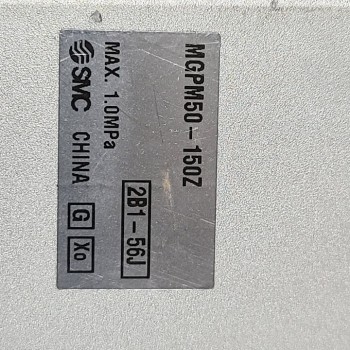 MGPM50-150Z
2B1-56J
MAX. 1.0MPa
SMC CHINA G Xo